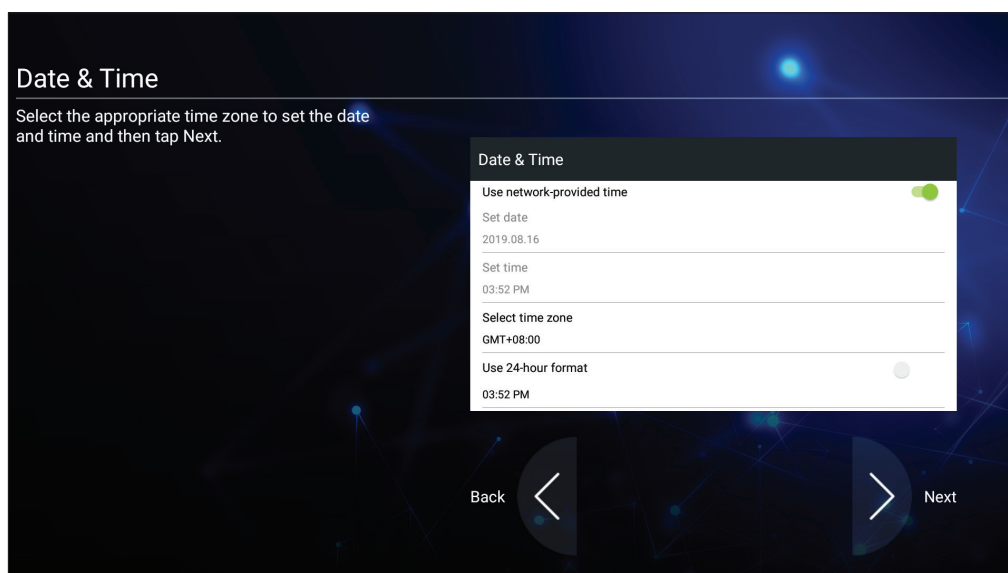 Date & Time
Select the appropriate time zone to set the date
and time and then tap Next.
Date & Time
Use network-provided time
Set date
2019.08.16
Set time
03:52 PM
Select time zone
GMT+08:00
Use 24-hour format
03:52 PM
Back
Next